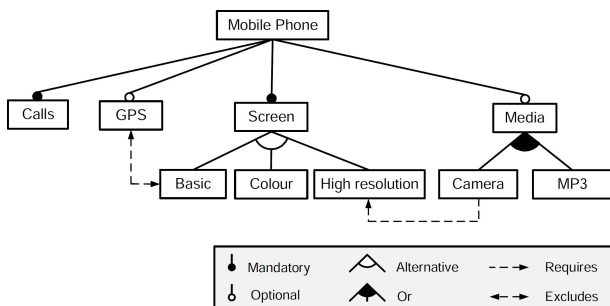 Mobile Phone
Calls
GPS
Screen
Media
Basic
Colour
High resolution
Camera
MP3
Mandatory
Alternative
Requires
Optional
Or
Excludes